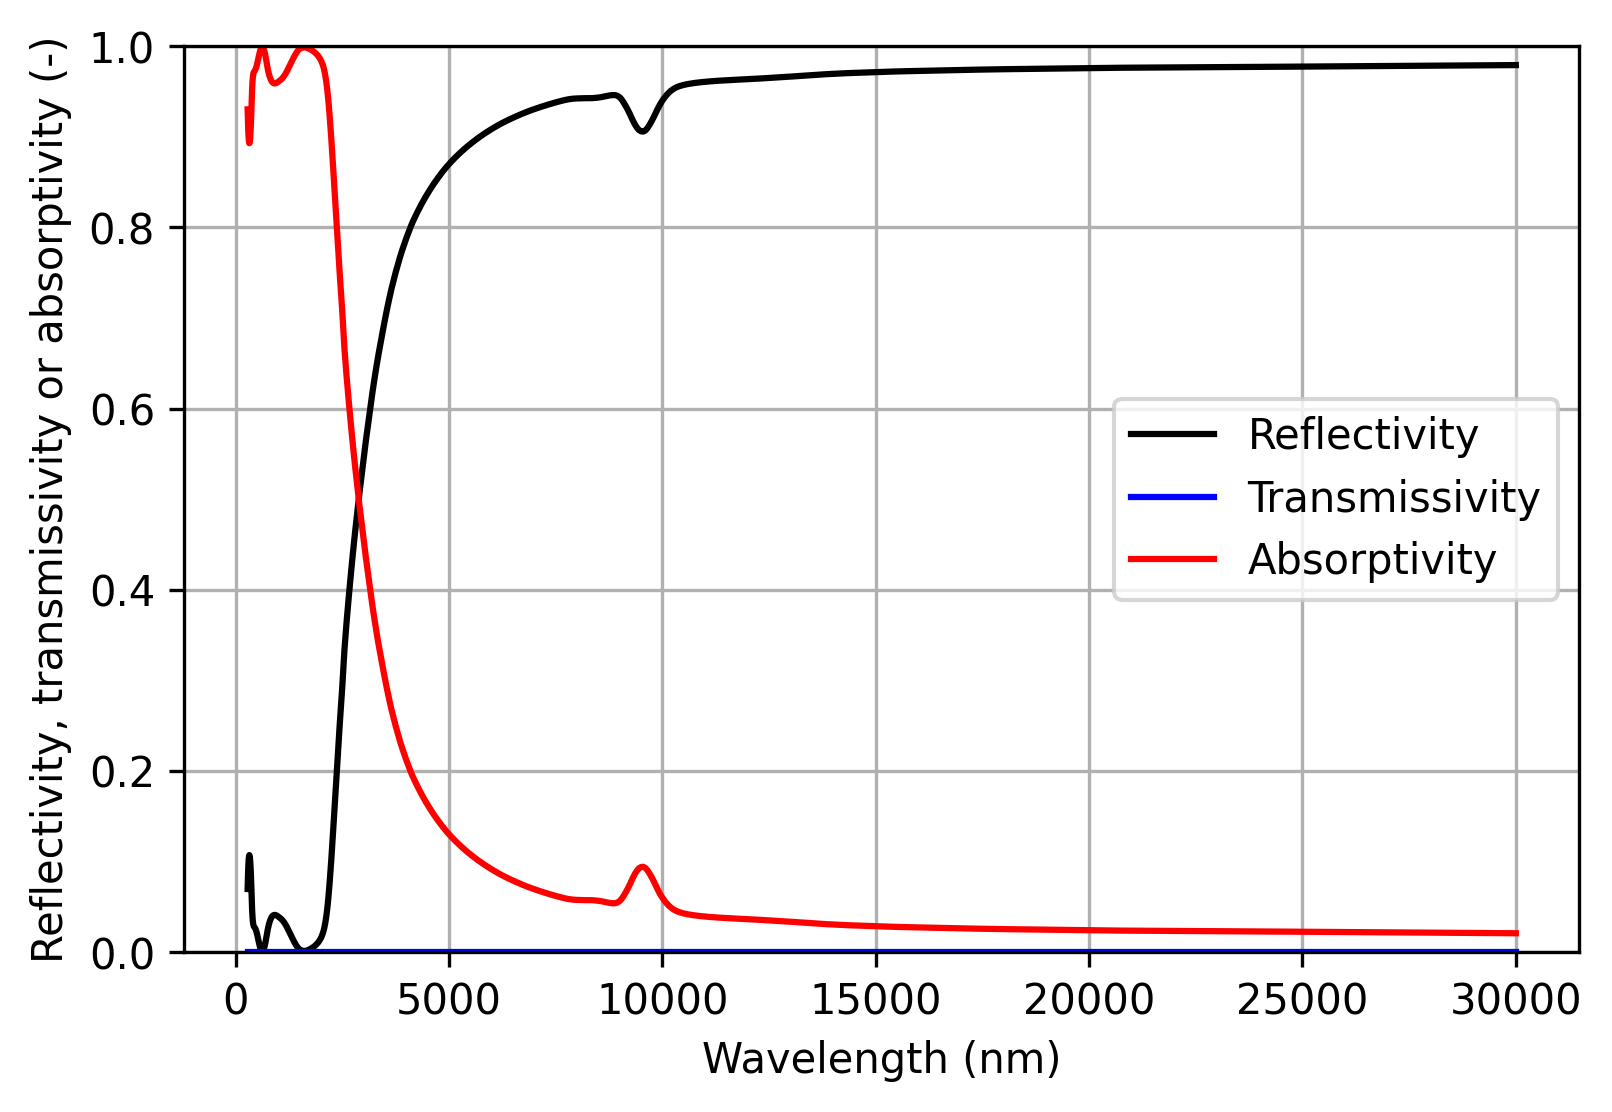 Reflectivity, transmissivity or absorptivity (-)
1.0
0.8
0.6
0.4
0.2
0.0
Reflectivity
Transmissivity
Absorptivity
0 5000 10000 15000 20000 25000 30000
Wavelength (nm)